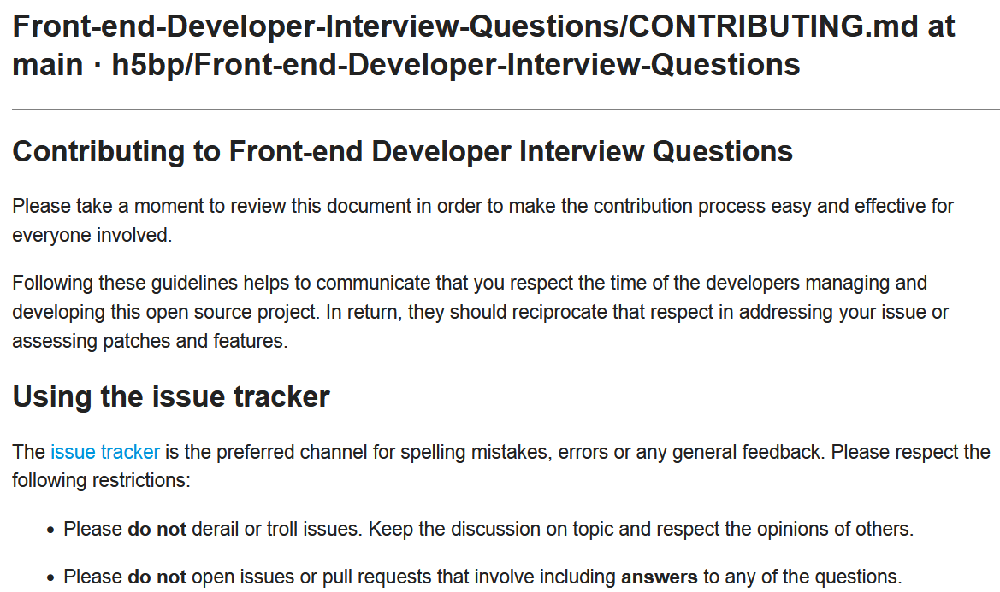 Front-end-Developer-Interview-Questions/CONTRIBUTING.md at
main · h5bp/Front-end-Developer-Interview-Questions
Contributing to Front-end Developer Interview Questions
Please take a moment to review this document in order to make the contribution process easy and effective for
everyone involved.
Following these guidelines helps to communicate that you respect the time of the developers managing and
developing this open source project. In return, they should reciprocate that respect in addressing your issue or
assessing patches and features.
Using the issue tracker
The issue tracker is the preferred channel for spelling mistakes, errors or any general feedback. Please respect the
following restrictions:
• Please do not derail or troll issues. Keep the discussion on topic and respect the opinions of others.
• Please do not open issues or pull requests that involve including answers to any of the questions.